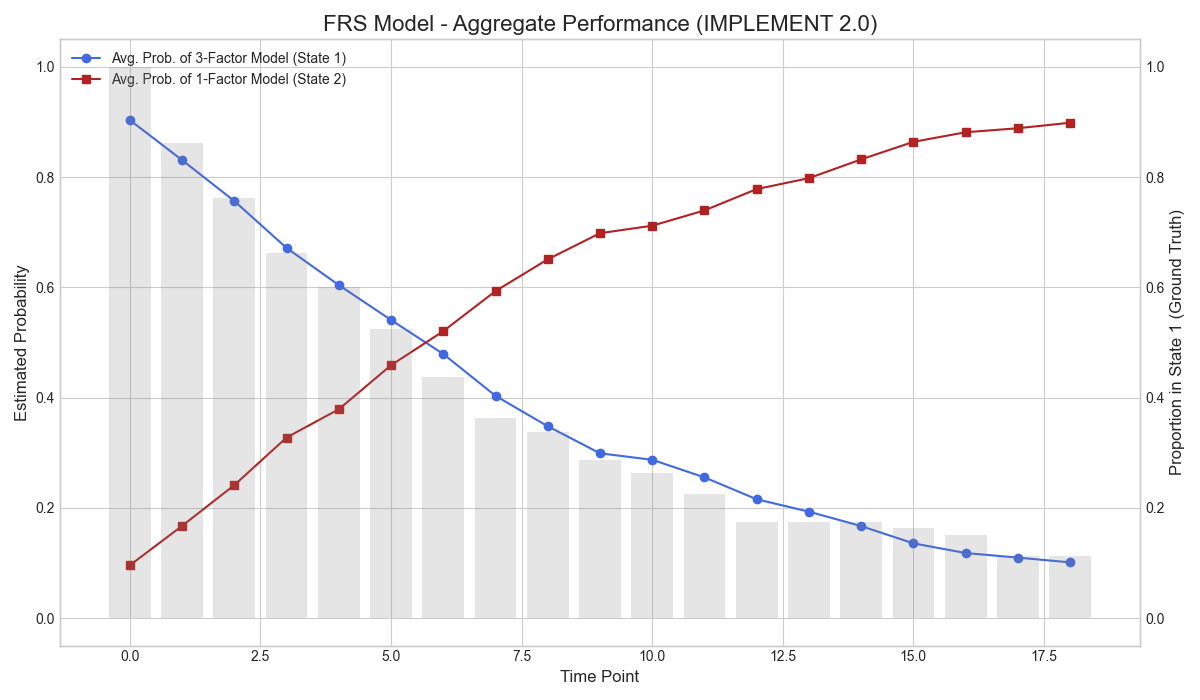 FRS Model - Aggregate Performance (IMPLEMENT 2.0)
Avg. Prob. of 3-Factor Model (State 1)
Avg. Prob. of 1-Factor Model (State 2)
Estimated Probability
1.0
0.8
0.6
0.4
0.2
0.0
1.0
0.8
0.6
0.4
0.2
0.0
Proportion in State 1 (Ground Truth)
0.0 2.5 5.0 7.5 10.0 12.5 15.0 17.5
Time Point